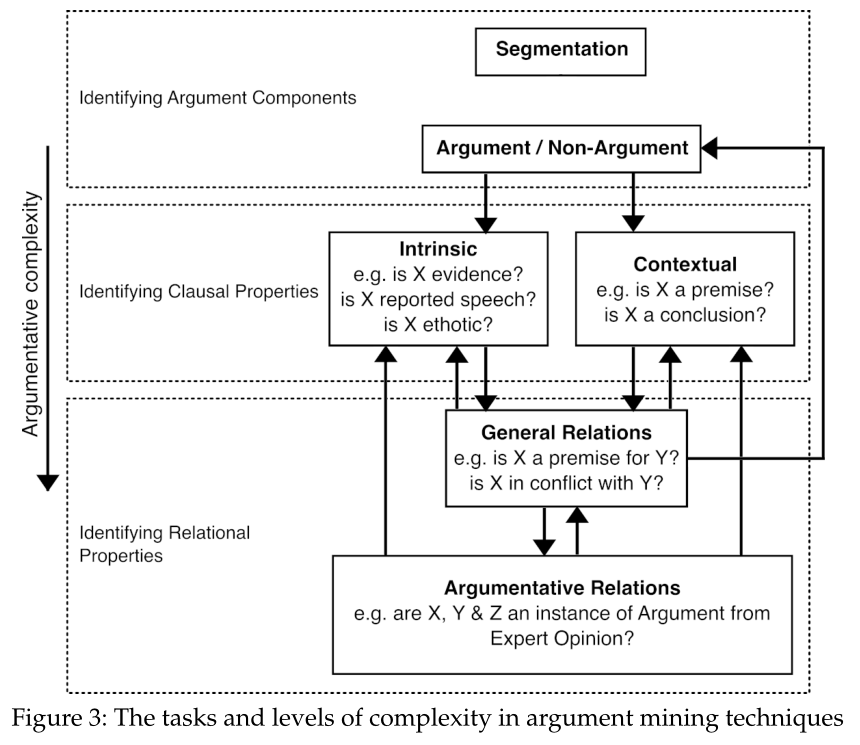 Segmentation
Identifying Argument Components
Argument / Non-Argument
Argumentative complexity
Identifying Clausal Properties
Intrinsic
e.g. is X evidence?
is X reported speech?
is X ethotic?
Contextual
e.g. is X a premise?
is X a conclusion?
General Relations
e.g. is X a premise for Y?
is X in conflict with Y?
Identifying Relational
Properties
Argumentative Relations
e.g. are X, Y & Z an instance of Argument from
Expert Opinion?
Figure 3: The tasks and levels of complexity in argument mining techniques